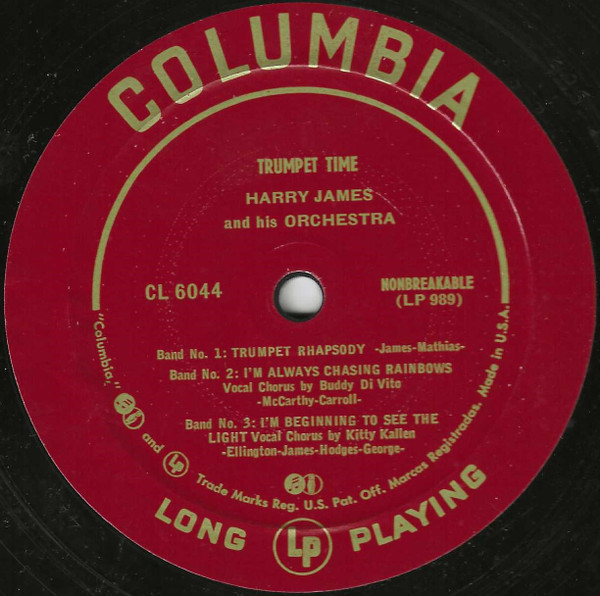 COLUMBIA
TRUMPET TIME
HARRY JAMES
and his ORCHESTRA
CL 6044
NONBREAKABLE
(LP 989)
Band No. 1: TRUMPET RHAPSODY -James-Mathias-
Band No. 2: I'M ALWAYS CHASING RAINBOWS
Vocal Chorus by Buddy Di Vito
-McCarthy-Carroll-
Band No. 3: I'M BEGINNING TO SEE THE
LIGHT Vocal Chorus by Kitty Kallen
-Ellington-James-Hodges-George-
"Columbia," and LP Trade Marks Reg. U.S. Pat. Off. Marcas Registradas. Made in U.S.A.
LONG LP PLAYING